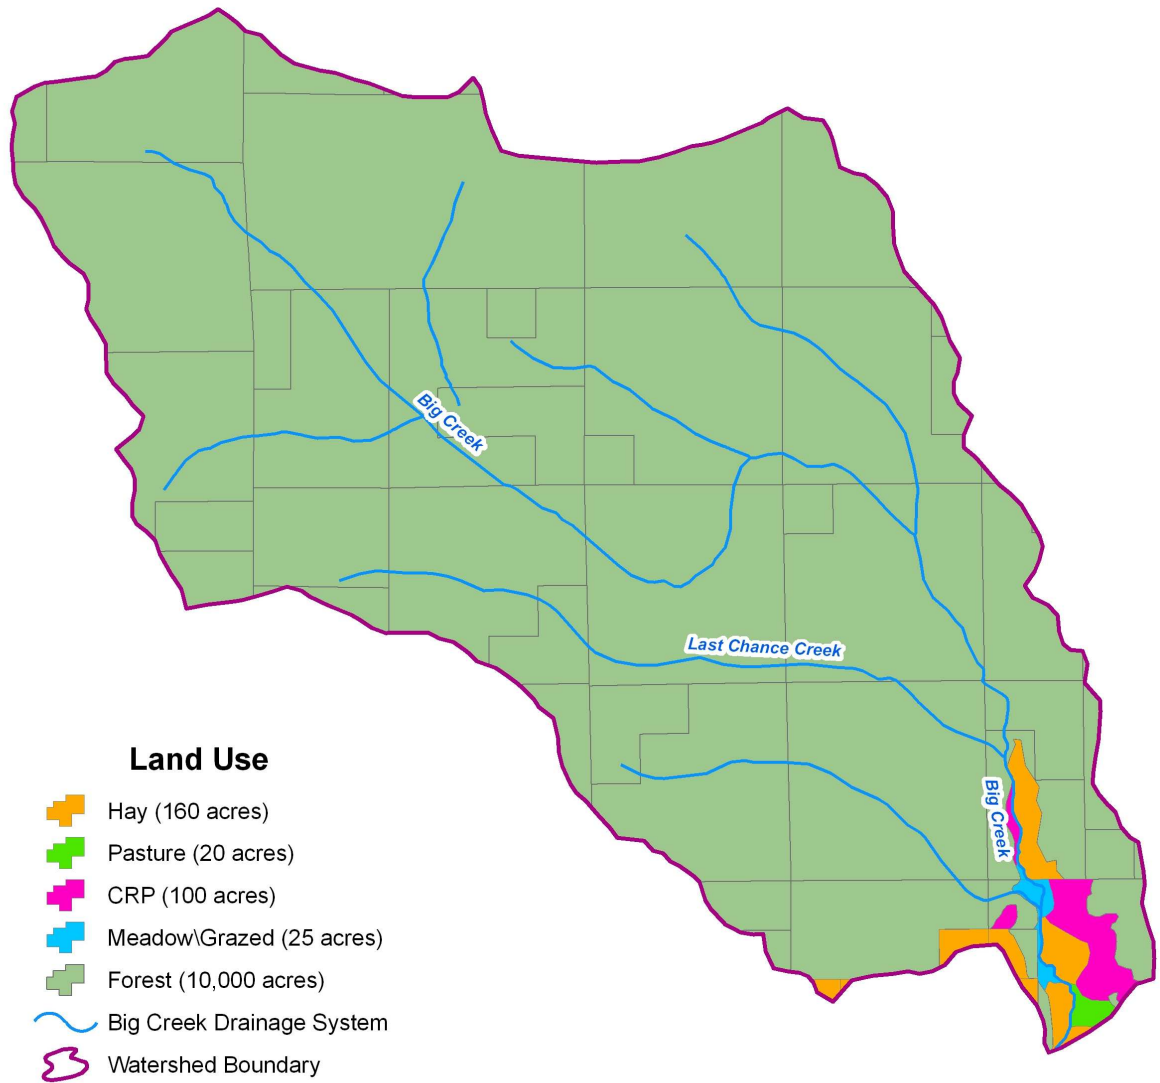 Big Creek
Last Chance Creek
Big Creek
Land Use
Hay (160 acres)
Pasture (20 acres)
CRP (100 acres)
Meadow\Grazed (25 acres)
Forest (10,000 acres)
Big Creek Drainage System
Watershed Boundary